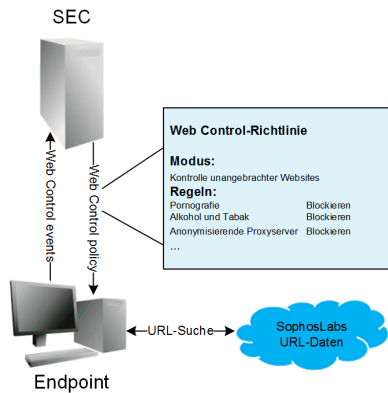 SEC
Web Control events
Web Control policy
Web Control-Richtlinie
Modus:
Kontrolle unangebrachter Websites
Regeln:
Pornografie Blockieren
Alkohol und Tabak Blockieren
Anonymisierende Proxyserver Blockieren
...
URL-Suche
SophosLabs
URL-Daten
Endpoint